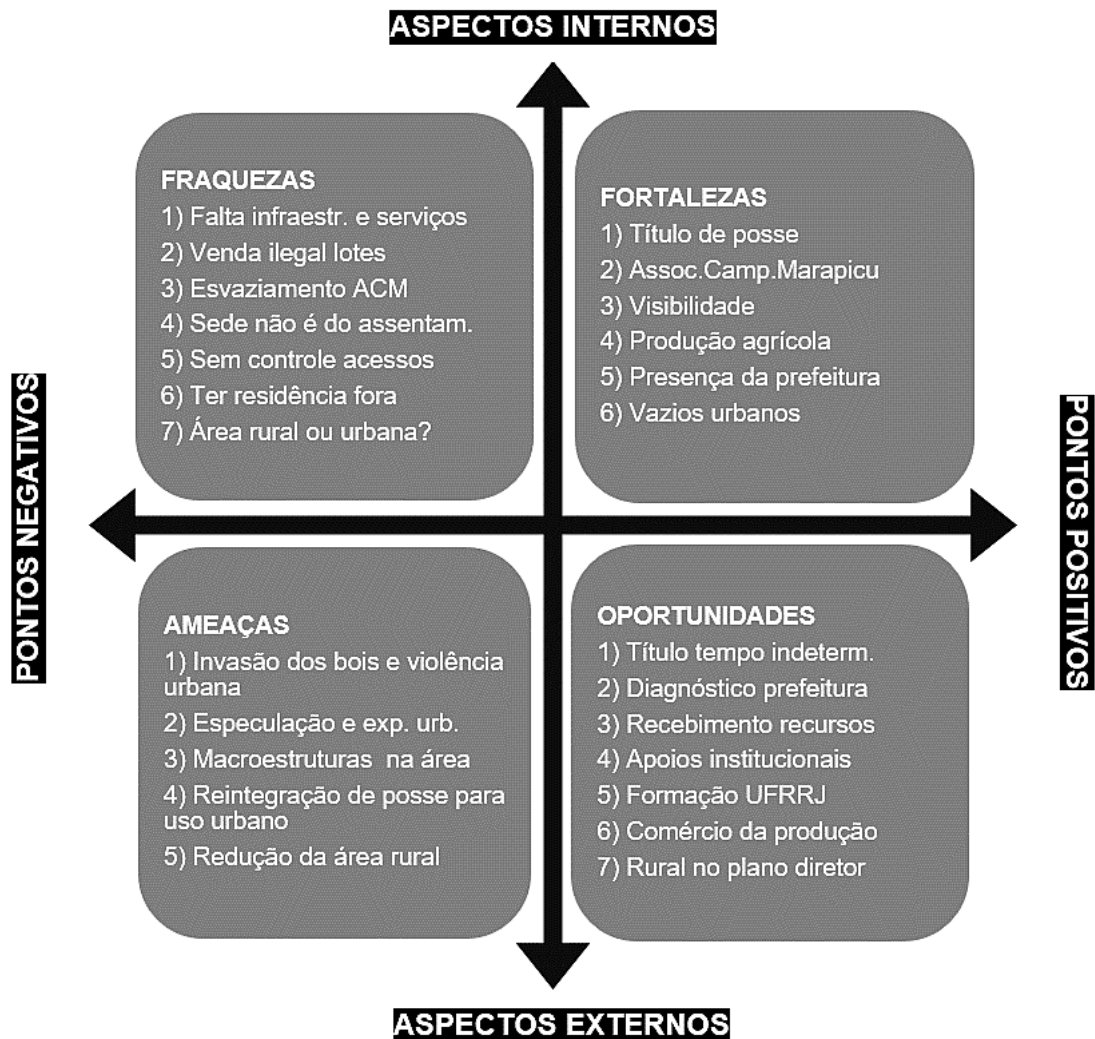 ASPECTOS INTERNOS
FRAQUEZAS
1) Falta infraestr. e serviços
2) Venda ilegal lotes
3) Esvaziamento ACM
4) Sede não é do assentam.
5) Sem controle acessos
6) Ter residência fora
7) Área rural ou urbana?
FORTALEZAS
1) Título de posse
2) Assoc.Camp.Marapicu
3) Visibilidade
4) Produção agrícola
5) Presença da prefeitura
6) Vazios urbanos
PONTOS NEGATIVOS
PONTOS POSITIVOS
AMEAÇAS
1) Invasão dos bois e violência
urbana
2) Especulação e exp. urb.
3) Macroestruturas na área
4) Reintegração de posse para
uso urbano
5) Redução da área rural
OPORTUNIDADES
1) Título tempo indeterm.
2) Diagnóstico prefeitura
3) Recebimento recursos
4) Apoios institucionais
5) Formação UFRRJ
6) Comércio da produção
7) Rural no plano diretor
ASPECTOS EXTERNOS